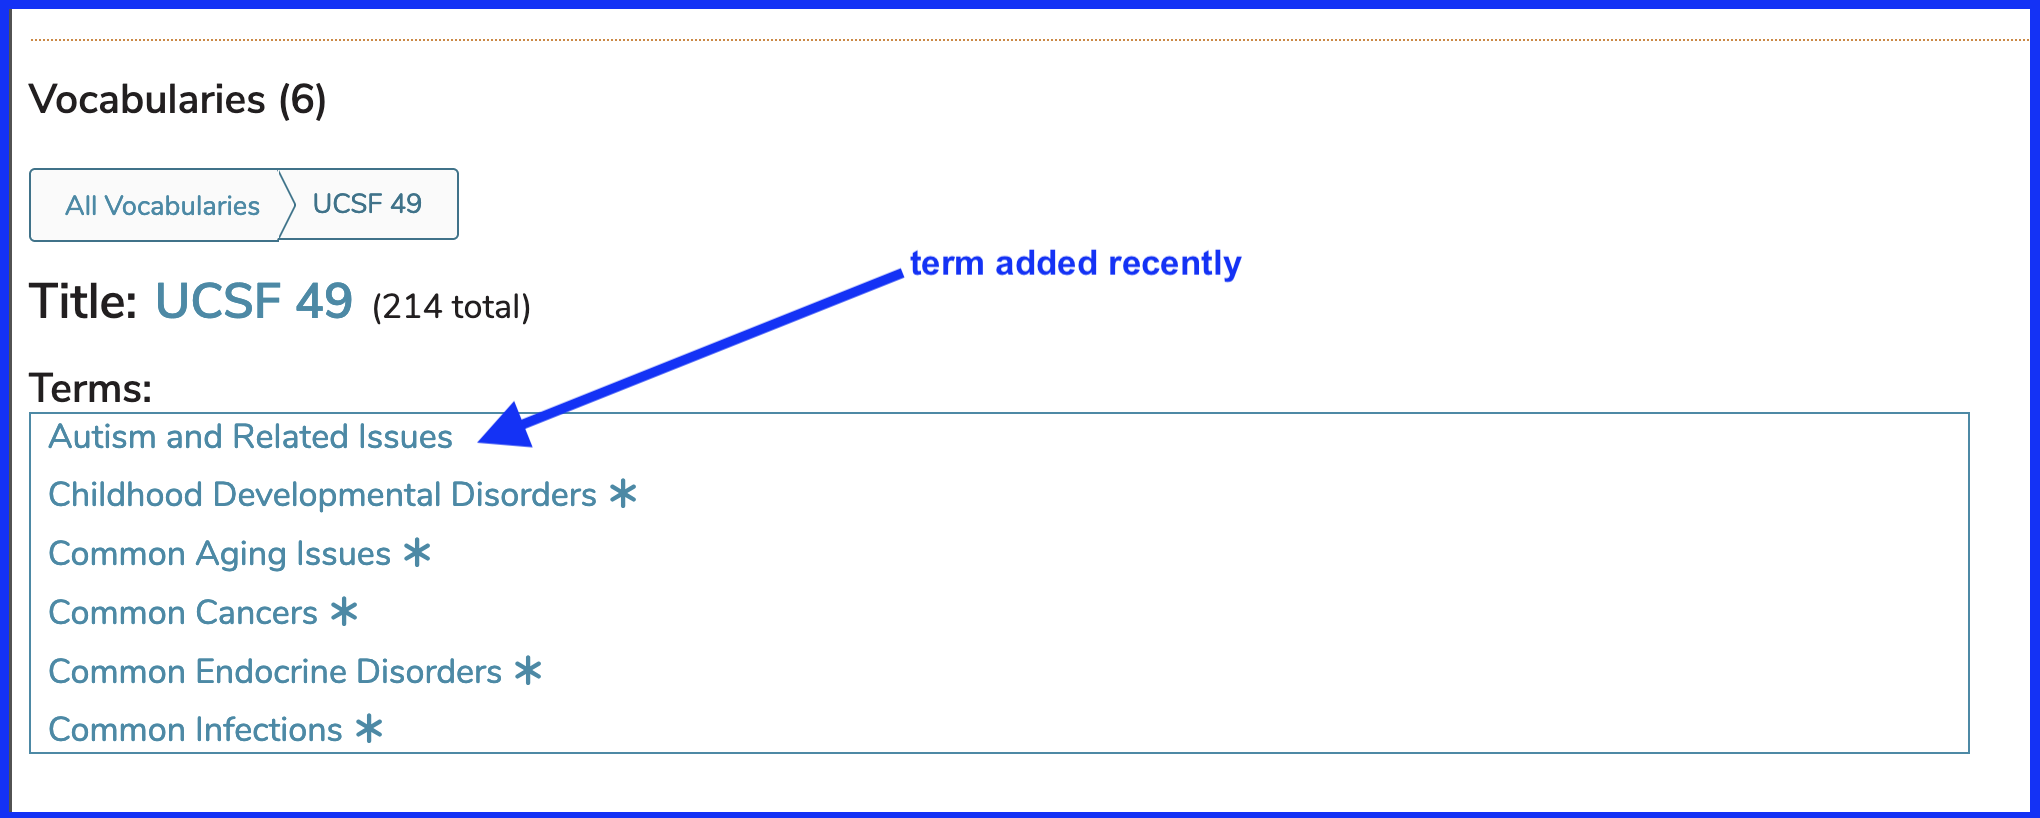 Vocabularies (6)
All Vocabularies UCSF 49
term added recently
Title: UCSF 49 (214 total)
Terms:
Autism and Related Issues
Childhood Developmental Disorders *
Common Aging Issues *
Common Cancers *
Common Endocrine Disorders *
Common Infections *